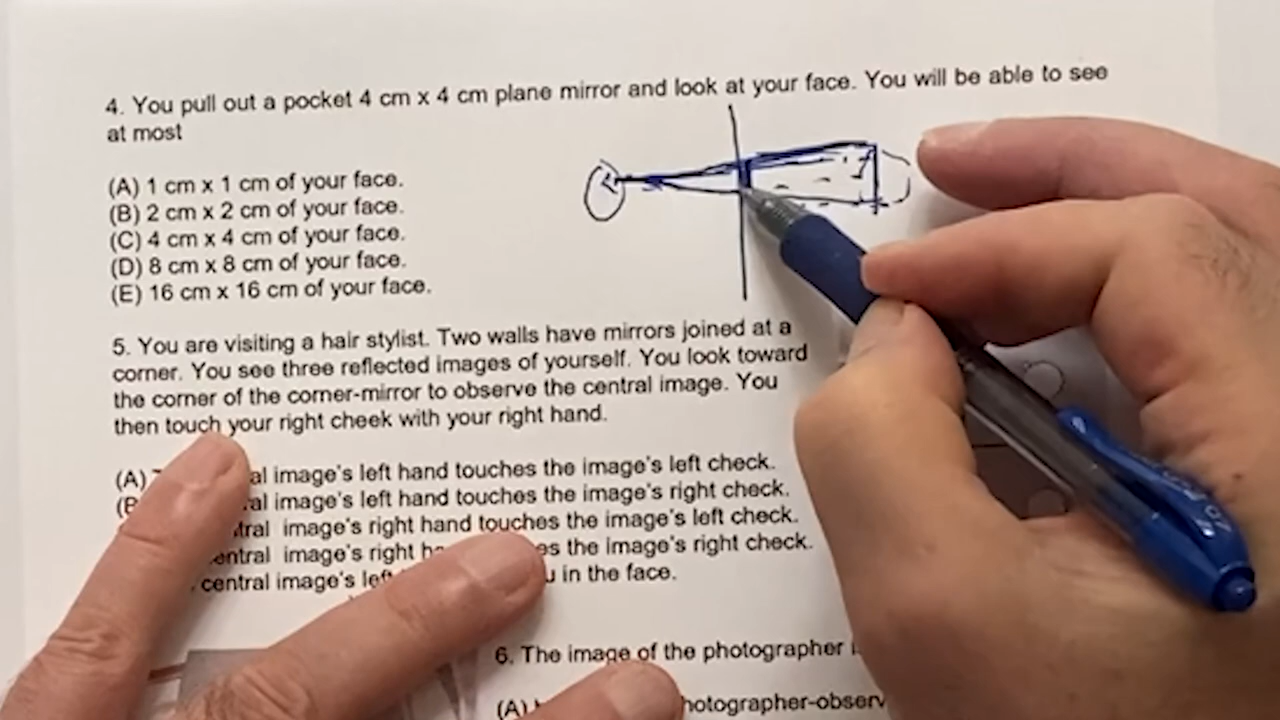 4. You pull out a pocket 4 cm x 4 cm plane mirror and look at your face. You will be able to see
at most
(A) 1 cm x 1 cm of your face.
(B) 2 cm x 2 cm of your face.
(C) 4 cm x 4 cm of your face.
(D) 8 cm x 8 cm of your face.
(E) 16 cm x 16 cm of your face.
5. You are visiting a hair stylist. Two walls have mirrors joined at a
corner. You see three reflected images of yourself. You look toward
the corner of the corner-mirror to observe the central image. You
then touch your right cheek with your right hand.
(A) image's left hand touches the image's left check.
image's left hand touches the image's right check.
image's right hand touches the image's left check.
image's right the image's right check.
central image's in the face.
6. The image of the photographer
(A)